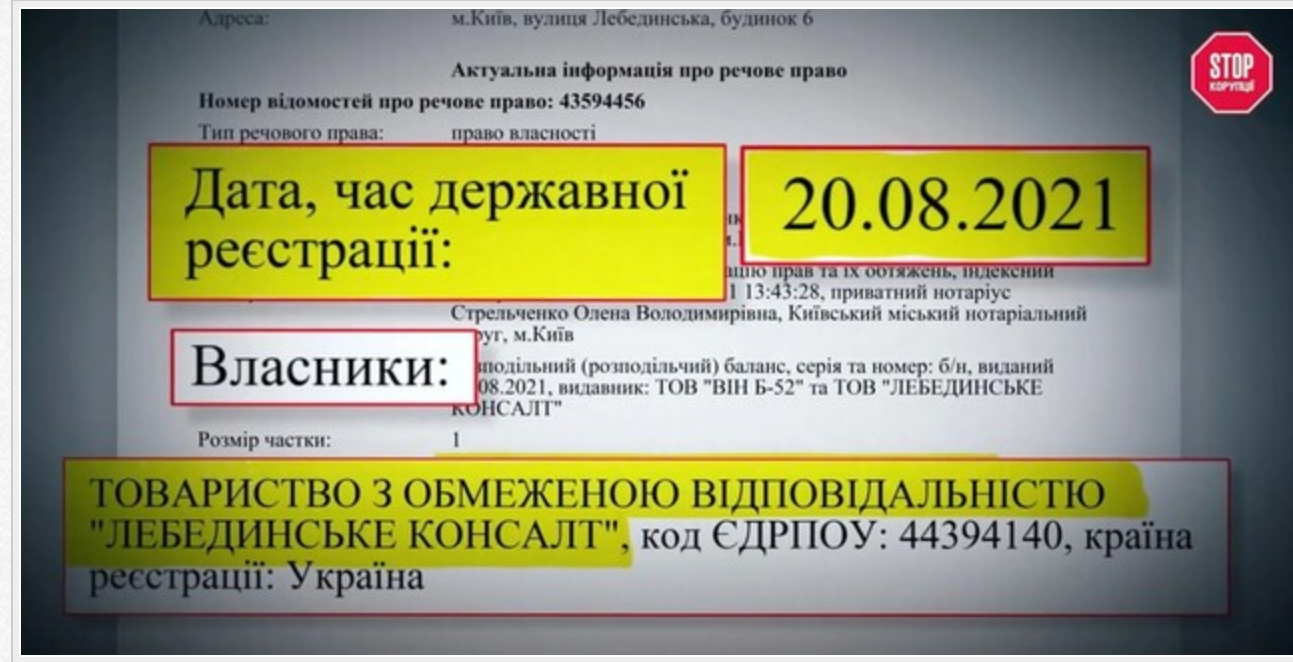 Адреса: м.Київ, вулиця Лебединська, будинок 6
STOP
КОРУПЦІЇ
Актуальна інформація про речове право
Номер відомостей про речове право: 43594456
Тип речового права: право власності
Дата, час державної
реєстрації:
20.08.2021
прав та їх обтяжень, індексний
13:43:28, приватний нотаріус
Стрельченко Олена Володимирівна, Київський міський нотаріальний
м.Київ
Власники:
(розподільчий) баланс, серія та номер: б/н, виданий
08.2021, видавник: ТОВ "ВІН Б-52" та ТОВ "ЛЕБЕДИНСЬКЕ
КОНСАЛТ"
Розмір частки: 1
ТОВАРИСТВО З ОБМЕЖЕНОЮ ВІДПОВІДАЛЬНІСТЮ
"ЛЕБЕДИНСЬКЕ КОНСАЛТ", код ЄДРПОУ: 44394140, країна
реєстрації: Україна